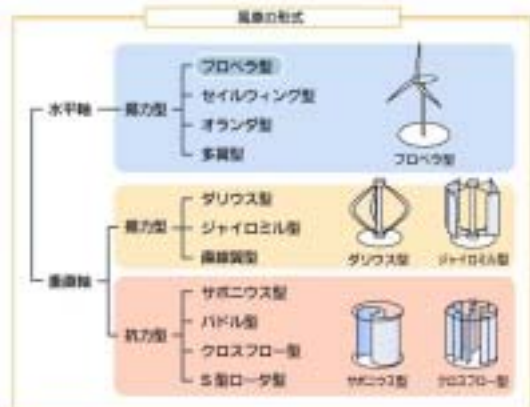 風車の形式
プロペラ型
セイルウィング型
水平軸
揚力型
オランダ型
多翼型
プロペラ型
ダリウス型
揚力型
ジャイロミル型
直線翼型
ダリウス型
ジャイロミル型
垂直軸
サボニウス型
パドル型
抗力型
クロスフロー型
S型ロータ型
サボニウス型
クロスフロー型